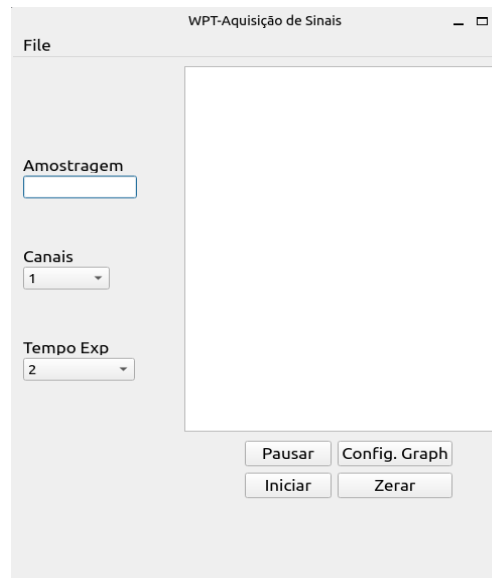 WPT-Aquisição de Sinais
File
Amostragem
Canais
1
Tempo Exp
2
Pausar
Config. Graph
Iniciar
Zerar